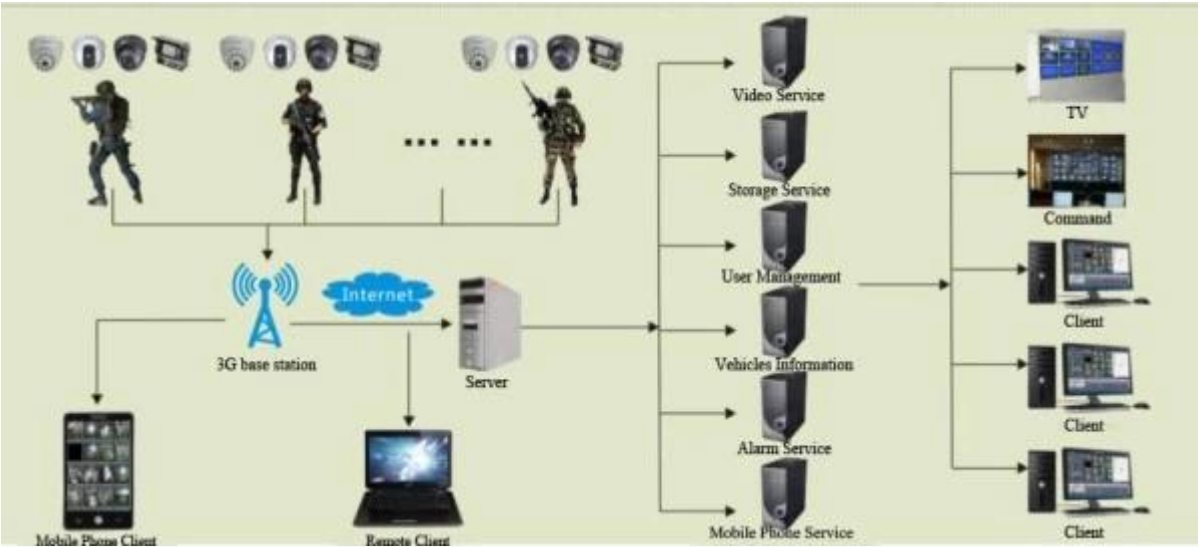 Video Service
TV
Storage Service
Command
User Management
Internet
Client
3G base station
Server
Vehicles Information
Client
Alarm Service
Mobile Phone Client
Remote Client
Mobile Phone Service
Client